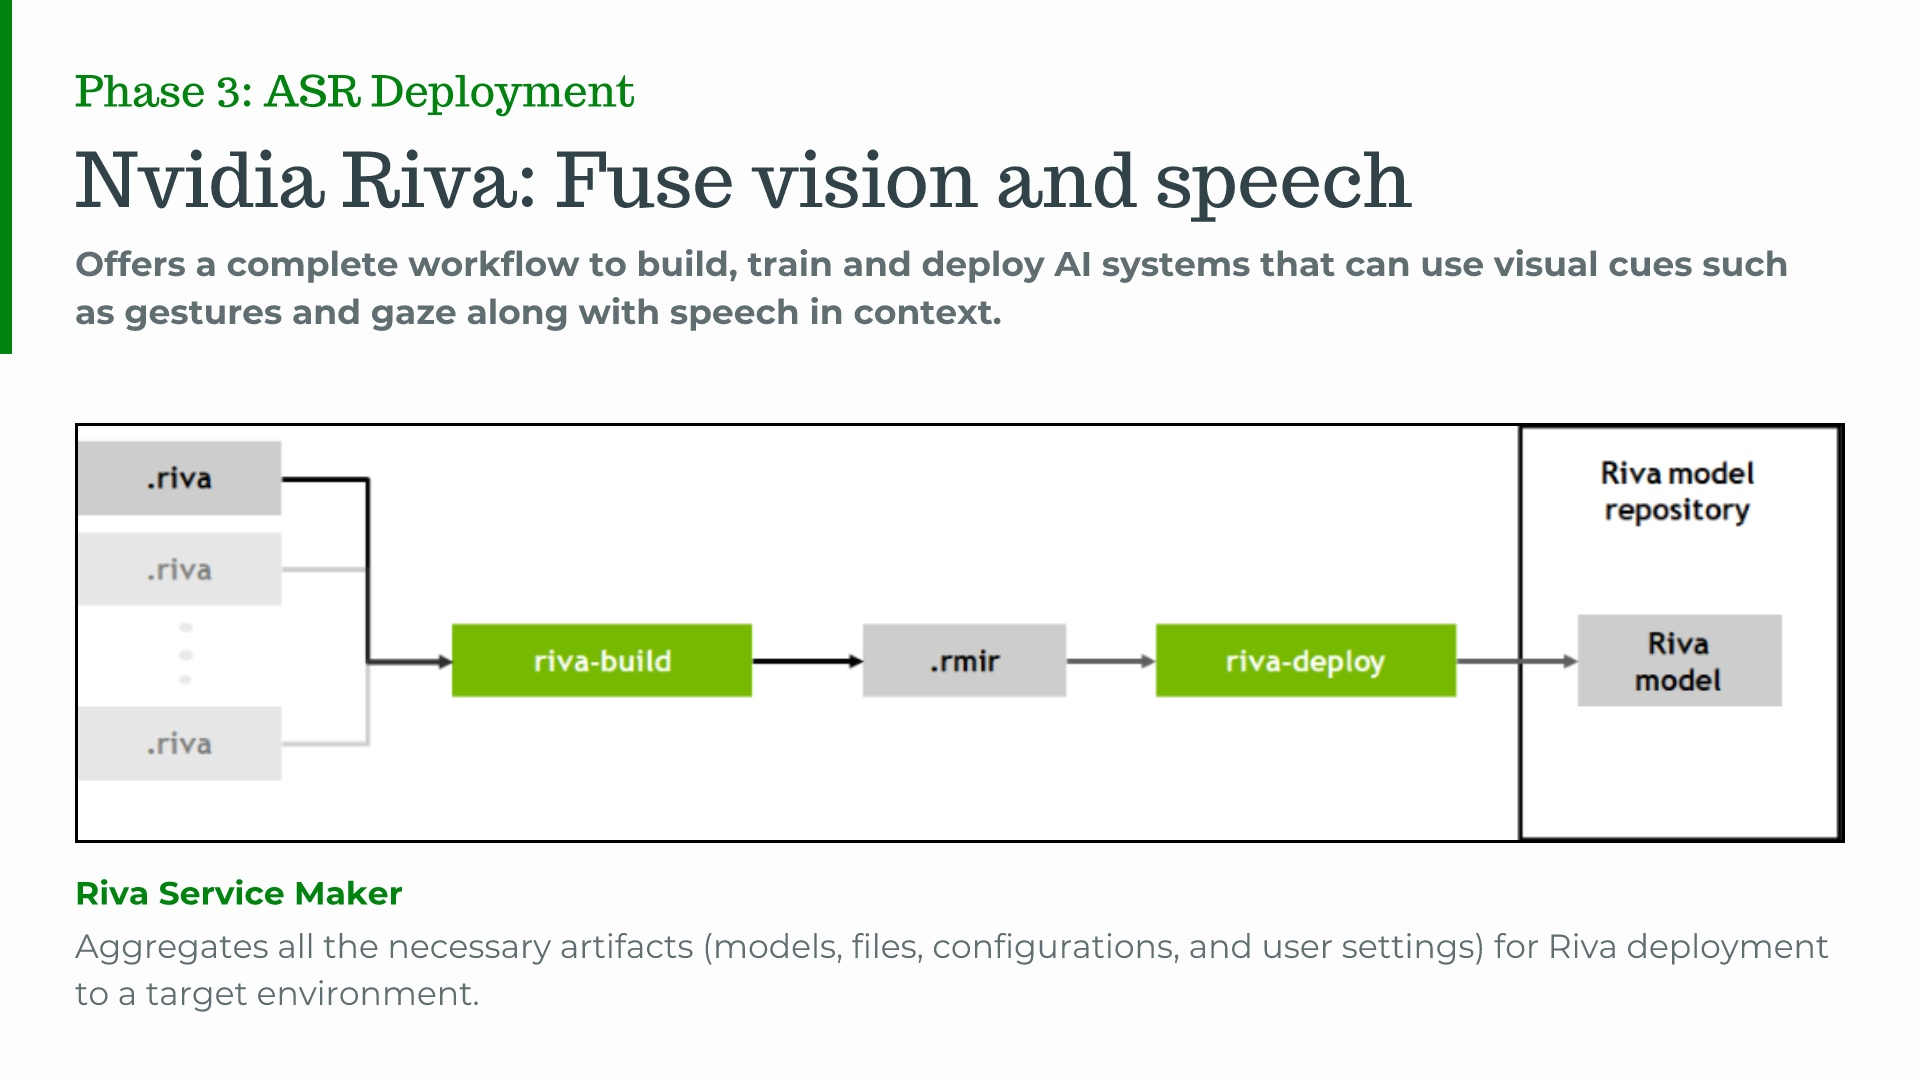 Phase 3: ASR Deployment
Nvidia Riva: Fuse vision and speech
Offers a complete workflow to build, train and deploy AI systems that can use visual cues such
as gestures and gaze along with speech in context.
.riva
.riva
.riva
riva-build
.rmir
riva-deploy
Riva model
repository
Riva
model
Riva Service Maker
Aggregates all the necessary artifacts (models, files, configurations, and user settings) for Riva deployment
to a target environment.